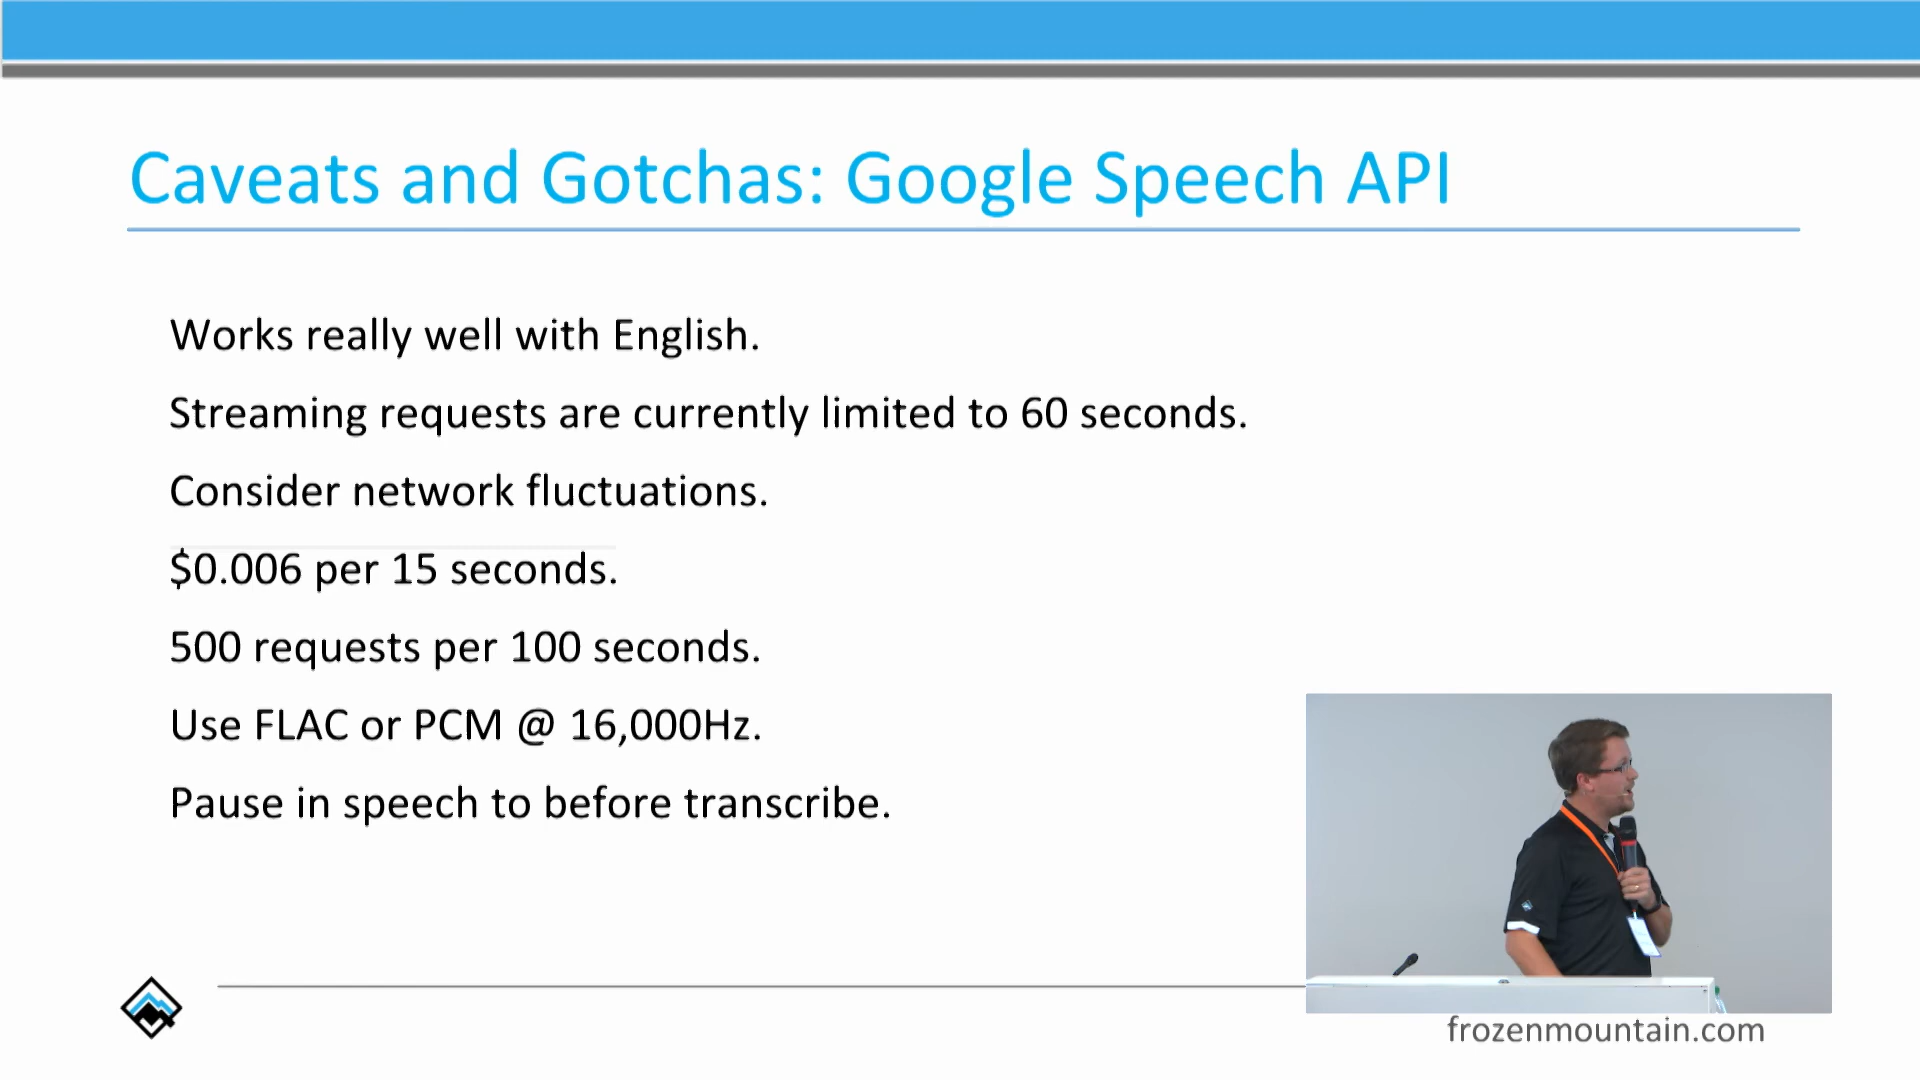 Caveats and Gotchas: Google Speech API
Works really well with English.
Streaming requests are currently limited to 60 seconds.
Consider network fluctuations.
$0.006 per 15 seconds.
500 requests per 100 seconds.
Use FLAC or PCM @ 16,000Hz.
Pause in speech to before transcribe.
frozenmountain.com